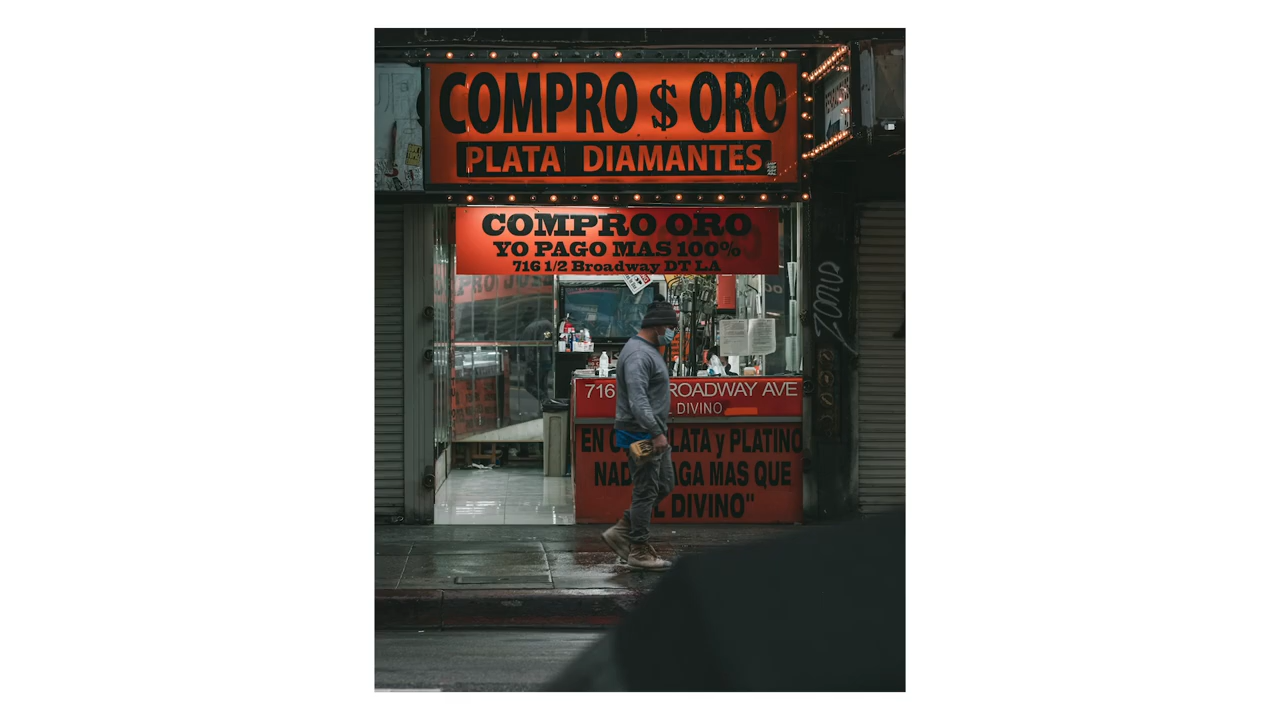 COMPRO $ ORO
PLATA DIAMANTES
COMPRO ORO
YO PAGO MAS 100%
716 1/2 Broadway DT LA
716 ROADWAY AVE
L DIVINO
EN LATA y PLATINO
NAD AGA MAS QUE
L DIVINO"